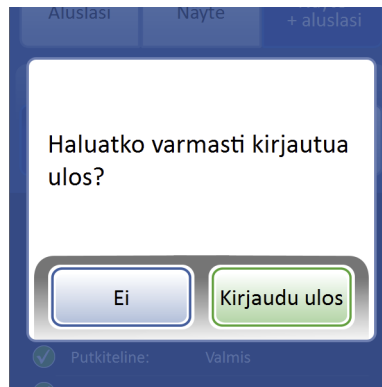 Aluslasi
Näyte
+ aluslasi
Haluatko varmasti kirjautua
ulos?
Ei
Kirjaudu ulos
Putkiteline:
Valmis